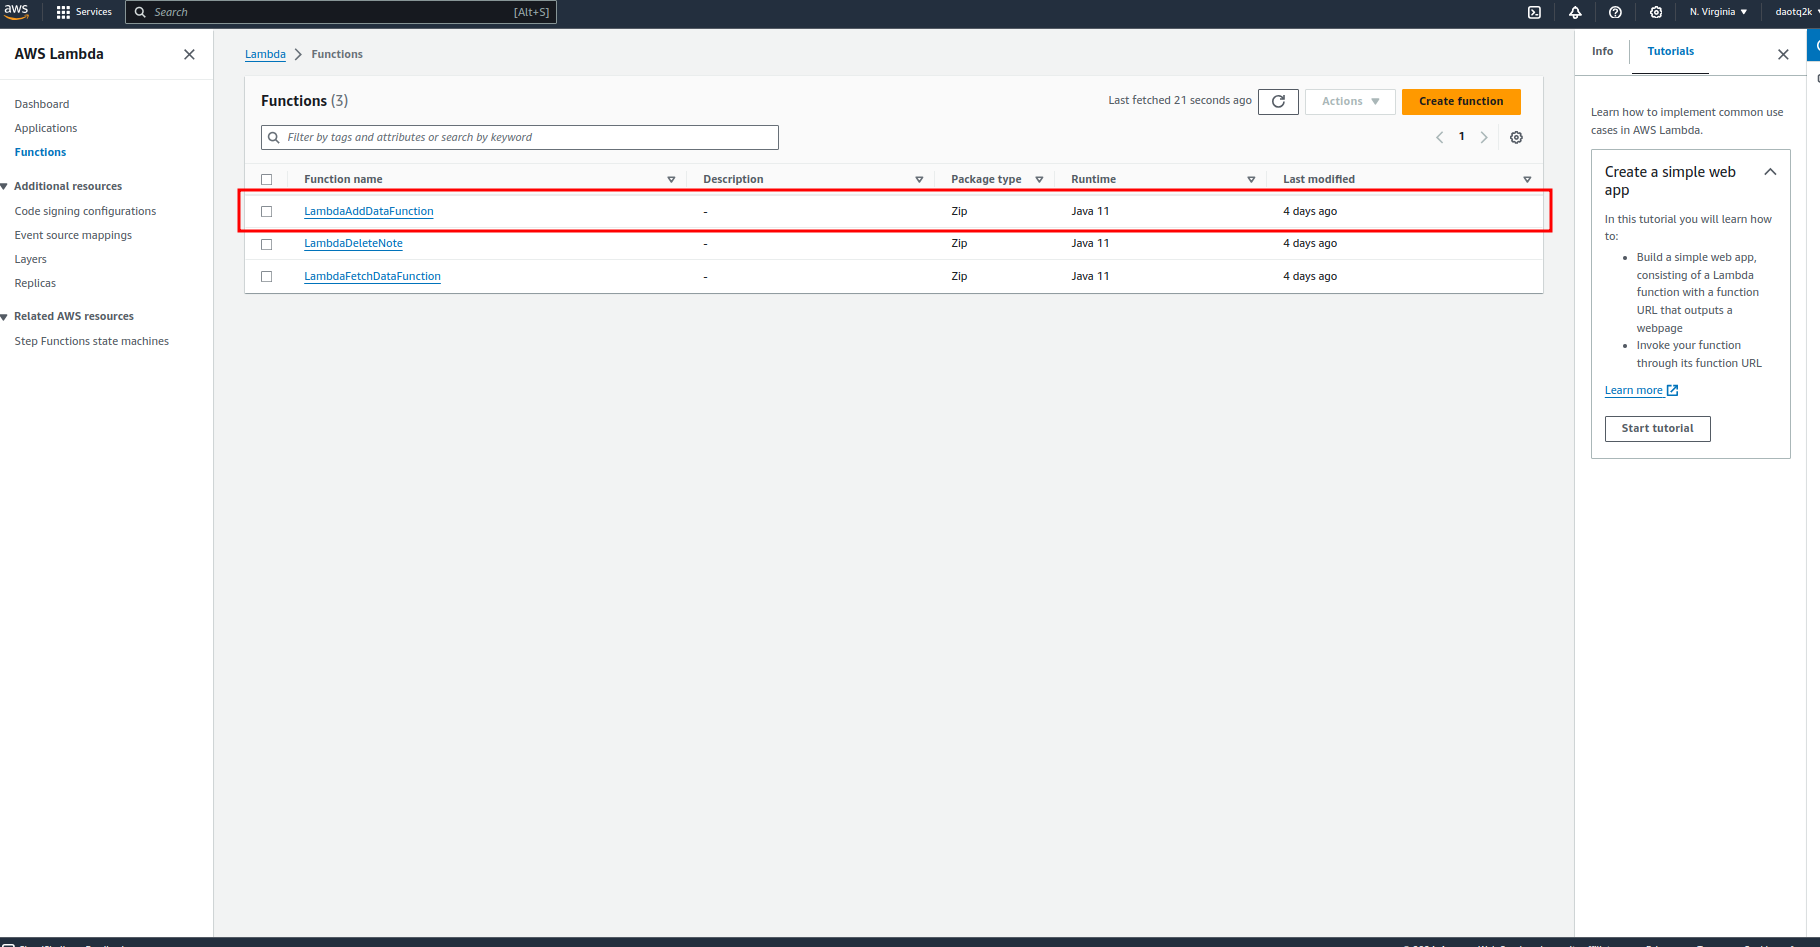 aws
Services
Search
[Alt+S]
N. Virginia
daotq2k
AWS Lambda
Dashboard
Applications
Functions
Additional resources
Code signing configurations
Event source mappings
Layers
Replicas
Related AWS resources
Step Functions state machines
Lambda
Functions
Functions (3)
Last fetched 21 seconds ago
Actions
Create function
Filter by tags and attributes or search by keyword
1
Function name Description Package type Runtime Last modified
LambdaAddDataFunction - Zip Java 11 4 days ago
LambdaDeleteNote - Zip Java 11 4 days ago
LambdaFetchDataFunction - Zip Java 11 4 days ago
Info
Tutorials
Learn how to implement common use
cases in AWS Lambda.
Create a simple web
app
In this tutorial you will learn how
to:
Build a simple web app,
consisting of a Lambda
function with a function
URL that outputs a
webpage
Invoke your function
through its function URL
Learn more
Start tutorial